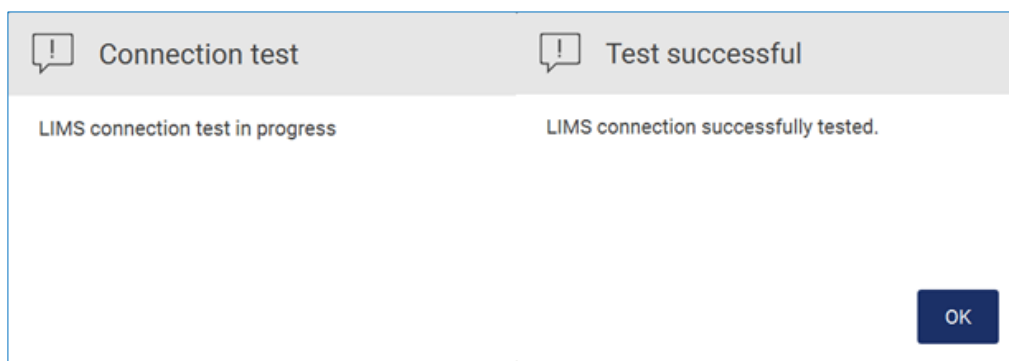 Connection test
LIMS connection test in progress
Test successful
LIMS connection successfully tested.
OK